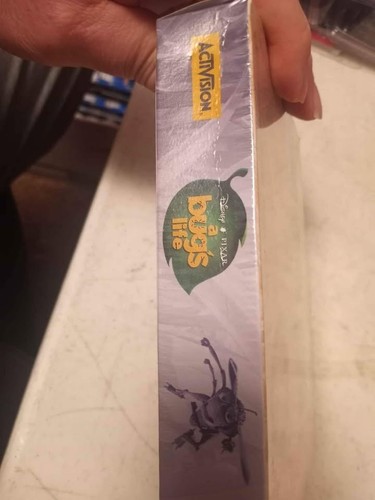 ACTIVISION.
Disney • PIXAR
a
bug's
life